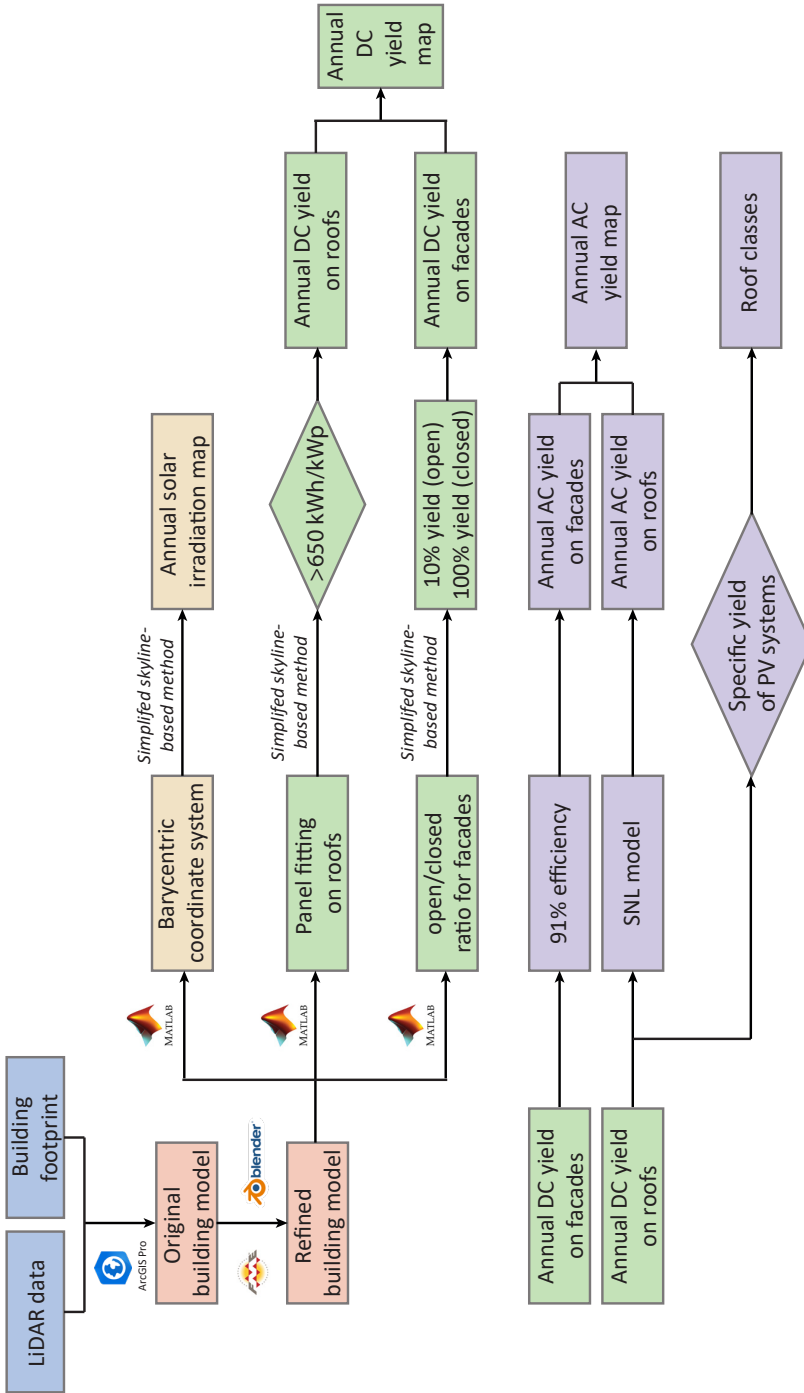 LiDAR data
Building
footprint
ArcGIS Pro
Original
building model
blender
Refined
building model
MATLAB
Barycentric
coordinate system
Simplifed skyline-
based method
Annual solar
irradiation map
MATLAB
Panel fitting
on roofs
Simplifed skyline-
based method
>650 kWh/kWp
Annual DC yield
on roofs
MATLAB
open/closed
ratio for facades
Simplifed skyline-
based method
10% yield (open)
100% yield (closed)
Annual DC yield
on facades
Annual
DC
yield
map
Annual DC yield
on facades
91% efficiency
Annual AC yield
on facades
Annual DC yield
on roofs
SNL model
Annual AC yield
on roofs
Annual AC
yield map
Specific yield
of PV systems
Roof classes